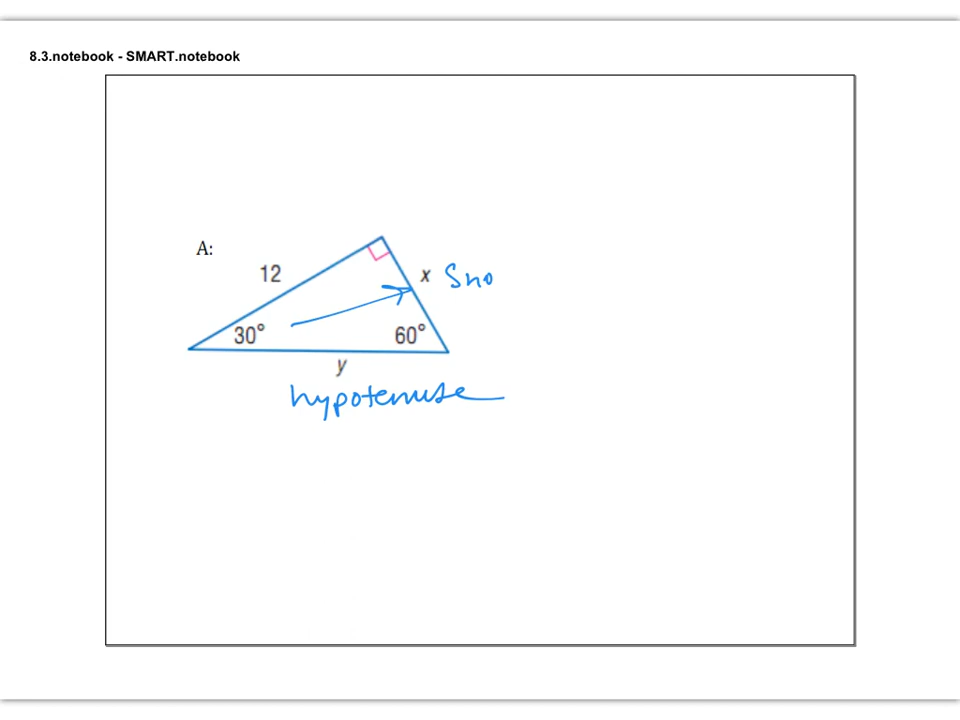 8.3.notebook - SMART.notebook
A:
12
x Sho
30° 60°
y
hypotenuse